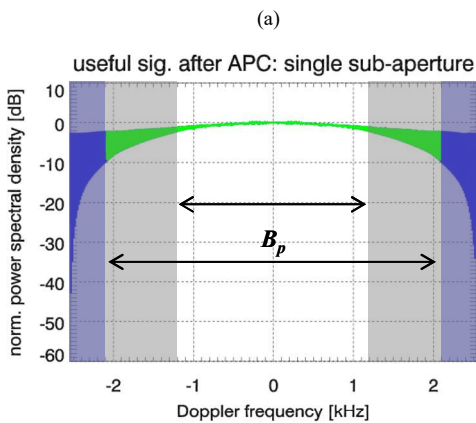 (a)
useful sig. after APC: single sub-aperture
norm. power spectral density [dB]
10
0
-10
-20
-30
-40
-50
-60
B_p
-2
-1
0
1
2
Doppler frequency [kHz]